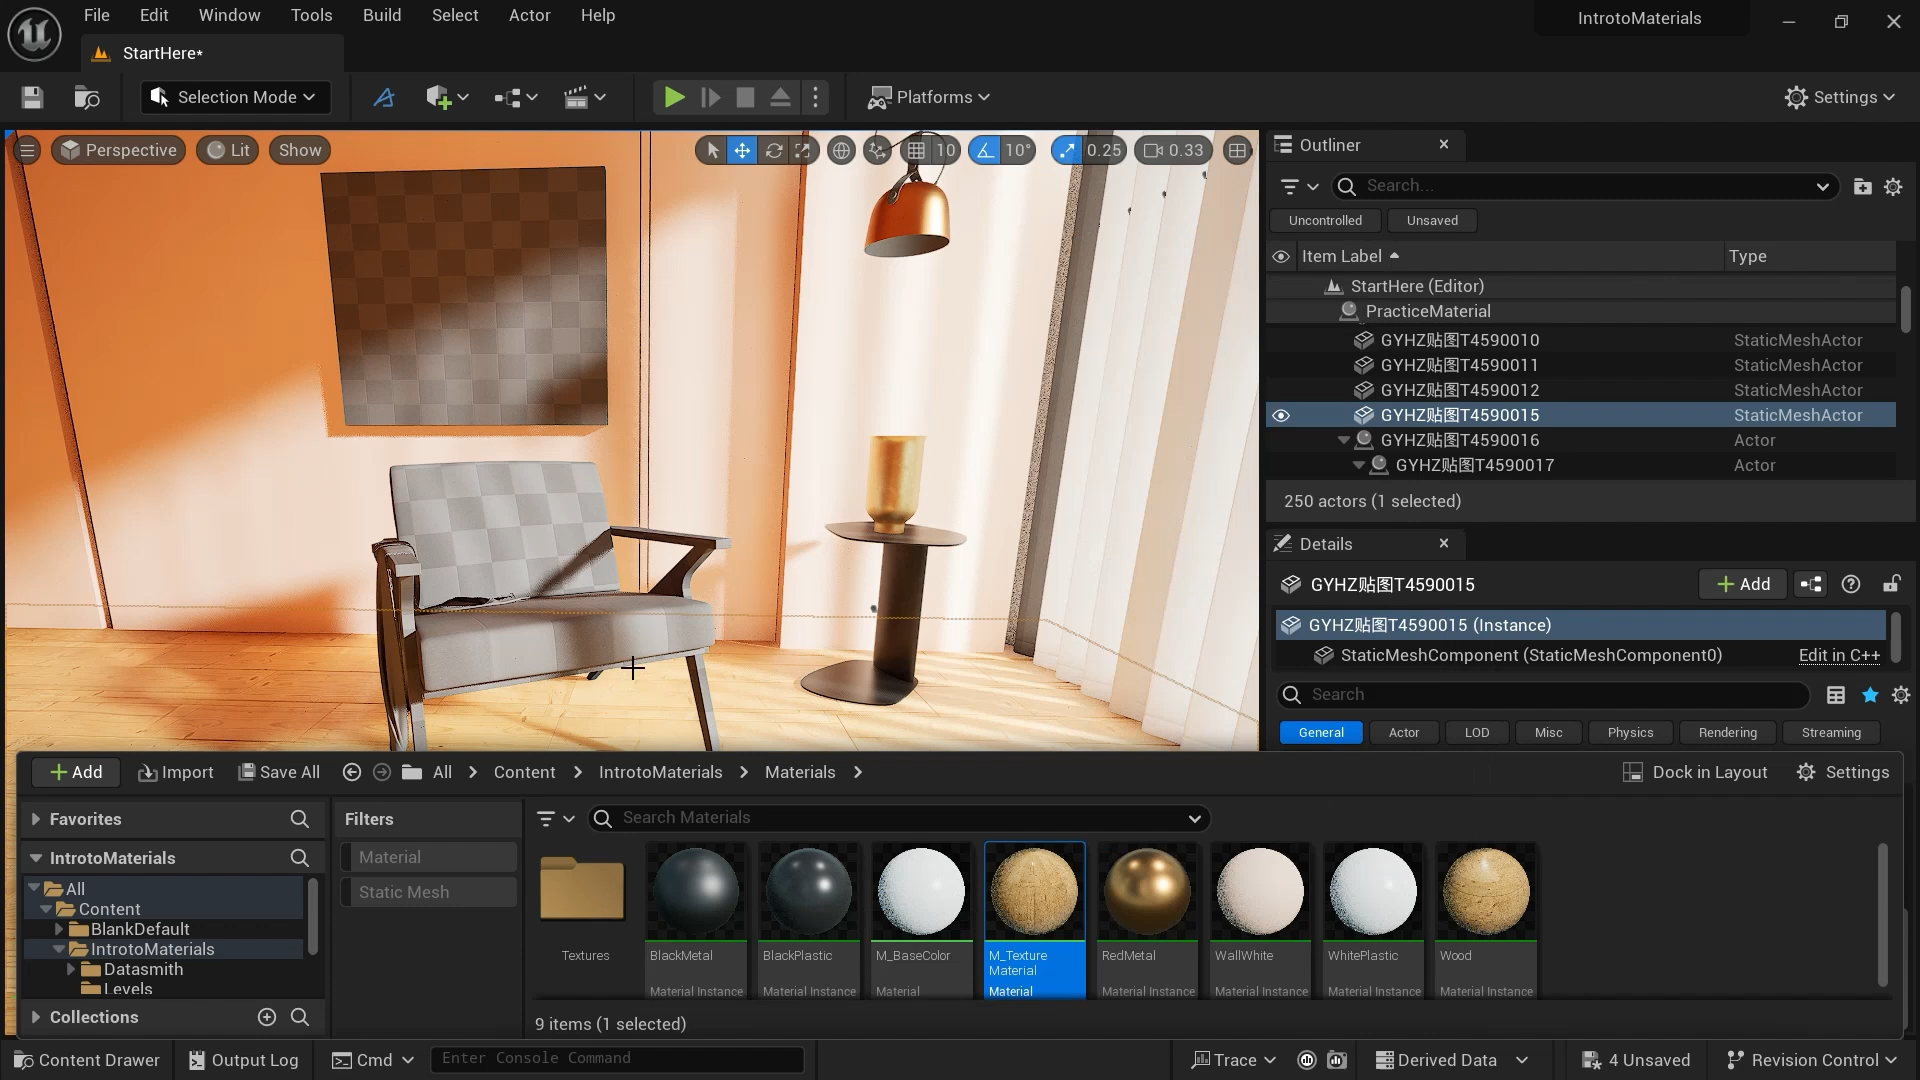 File Edit Window Tools Build Select Actor Help
IntrotoMaterials
StartHere*
Selection Mode
Platforms
Settings
Perspective
Lit
Show
10
10°
0.25
0.33
Outliner
Search...
Uncontrolled
Unsaved
Item Label
Type
StartHere (Editor)
PracticeMaterial
GYHZ贴图T4590010 StaticMeshActor
GYHZ贴图T4590011 StaticMeshActor
GYHZ贴图T4590012 StaticMeshActor
GYHZ贴图T4590015 StaticMeshActor
GYHZ贴图T4590016 Actor
GYHZ贴图T4590017 Actor
250 actors (1 selected)
Details
GYHZ贴图T4590015
Add
GYHZ贴图T4590015 (Instance)
StaticMeshComponent (StaticMeshComponent0) Edit in C++
Search
General Actor LOD Misc Physics Rendering Streaming
Add Import Save All All Content IntrotoMaterials Materials Dock in Layout Settings
Favorites
IntrotoMaterials
All
Content
BlankDefault
IntrotoMaterials
Datasmith
Levels
Collections
Filters
Material
Static Mesh
Search Materials
Textures
BlackMetal
Material Instance
BlackPlastic
Material Instance
M_BaseColor
Material
M_Texture
Material
Material
RedMetal
Material Instance
WallWhite
Material Instance
WhitePlastic
Material Instance
Wood
Material Instance
9 items (1 selected)
Content Drawer Output Log Cmd Enter Console Command Trace Derived Data 4 Unsaved Revision Control